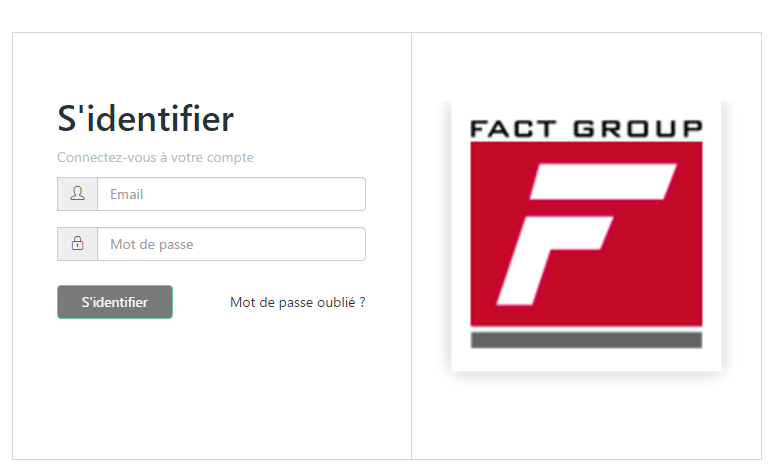 S'identifier
Connectez-vous à votre compte
Email
Mot de passe
S'identifier
Mot de passe oublié ?
FACT GROUP
F